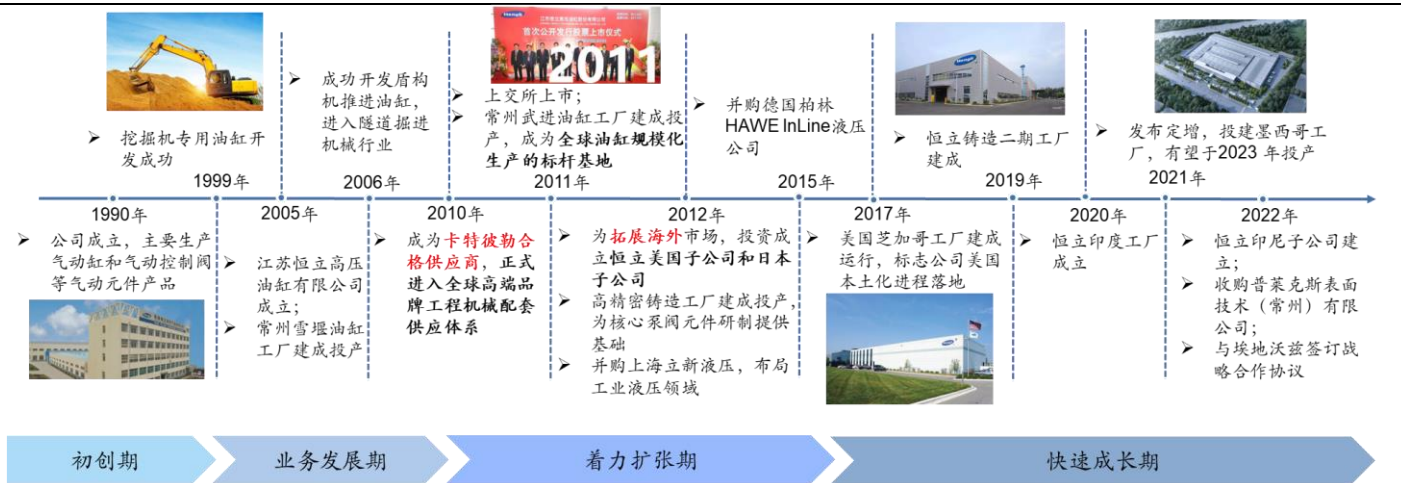 Hengli
首次公开发行股票上市仪式
2011
挖掘机专用油缸开
发成功
成功开发盾构
机推进油缸，
进入隧道掘进
机械行业
上交所上市；
常州武进油缸工厂建成投
产，成为全球油缸规模化
生产的标杆基地
并购德国柏林
HAWE InLine液压
公司
恒立铸造二期工厂
建成
发布定增，投建墨西哥工
厂，有望于2023 年投产
1999年
2006年
2011年
2015年
2019年
2021年
1990年
2005年
2010年
2012年
2017年
2020年
2022年
公司成立，主要生产
气动缸和气动控制阀
等气动元件产品
江苏恒立高压
油缸有限公司
成立；
常州雪堰油缸
工厂建成投产
成为卡特彼勒合
格供应商，正式
进入全球高端品
牌工程机械配套
供应体系
为拓展海外市场，投资成
立恒立美国子公司和日本
子公司
高精密铸造工厂建成投产，
为核心泵阀元件研制提供
基础
并购上海立新液压，布局
工业液压领域
美国芝加哥工厂建成
运行，标志公司美国
本土化进程落地
恒立印度工厂
成立
恒立印尼子公司建
立；
收购普莱克斯表面
技术（常州）有限
公司；
与埃地沃兹签订战
略合作协议
初创期
业务发展期
着力扩张期
快速成长期